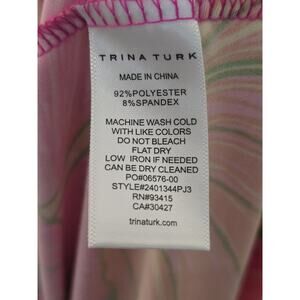 TRINA TURK
MADE IN CHINA
92%POLYESTER
8%SPANDEX
MACHINE WASH COLD
WITH LIKE COLORS
DO NOT BLEACH
FLAT DRY
LOW IRON IF NEEDED
CAN BE DRY CLEANED
PO#06576-00
STYLE#2401344PJ3
RN#93415
CA#30427
trinaturk.com